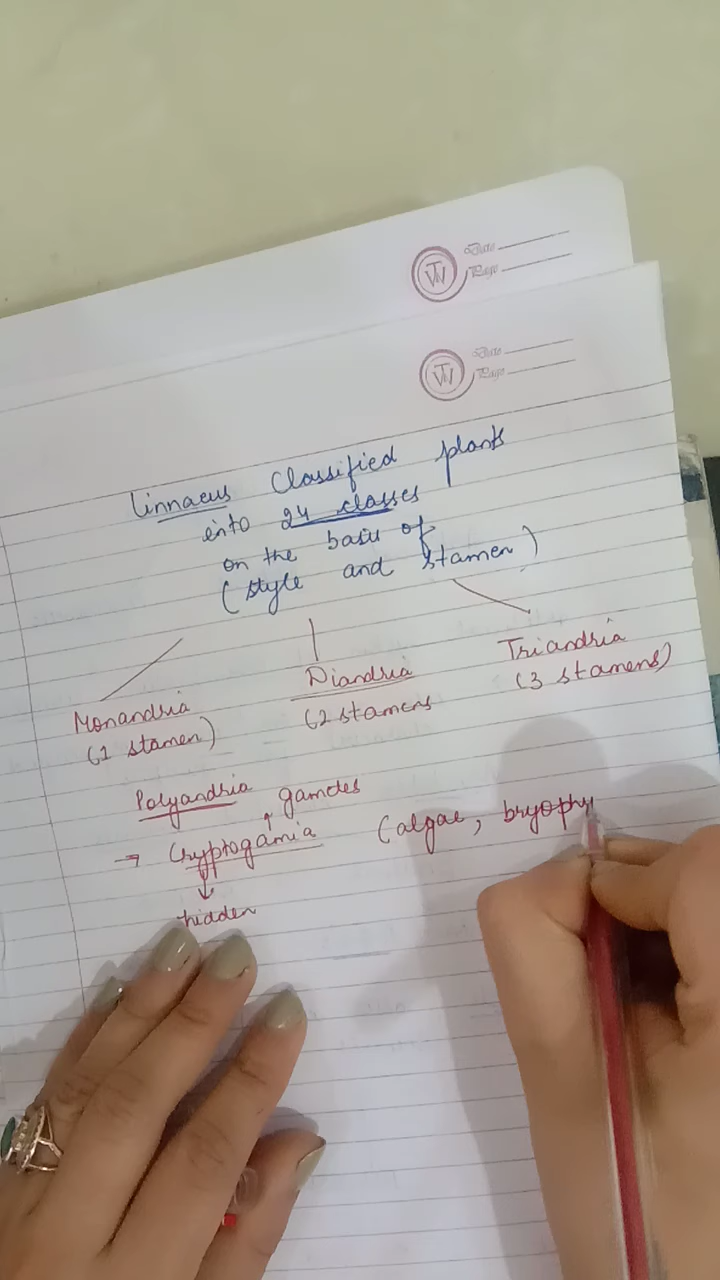 Date
Page
Date
Page
Linnaeus Classified plants
into 24 classes
on the basis of
(style and stamen)
Monandria
(1 stamen)
Diandria
(2 stamens
Triandria
(3 stamens)
Polyandria
gametes
→ Cryptogamia (algae, bryophy
hidden